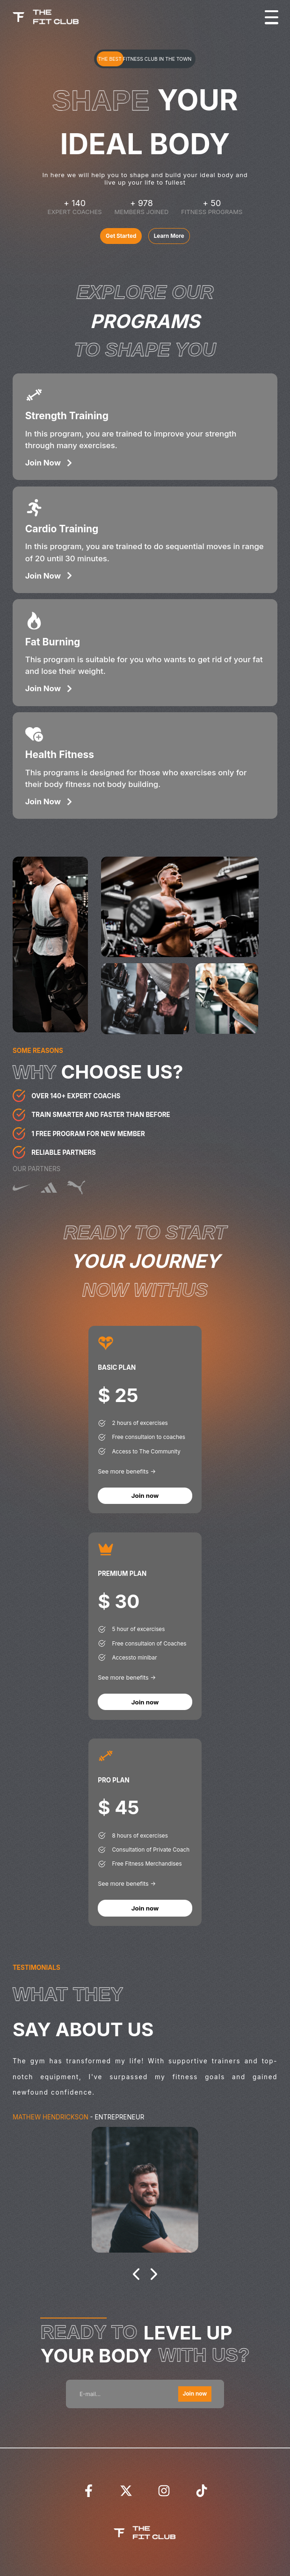 THE
FIT CLUB
THE BEST FITNESS CLUB IN THE TOWN
SHAPE YOUR
IDEAL BODY
In here we will help you to shape and build your ideal body and
live up your life to fullest
+ 140
EXPERT COACHES
+ 978
MEMBERS JOINED
+ 50
FITNESS PROGRAMS
Get Started
Learn More
EXPLORE OUR
PROGRAMS
TO SHAPE YOU
Strength Training
In this program, you are trained to improve your strength
through many exercises.
Join Now
Cardio Training
In this program, you are trained to do sequential moves in range
of 20 until 30 minutes.
Join Now
Fat Burning
This program is suitable for you who wants to get rid of your fat
and lose their weight.
Join Now
Health Fitness
This programs is designed for those who exercises only for
their body fitness not body building.
Join Now
SOME REASONS
WHY CHOOSE US?
OVER 140+ EXPERT COACHS
TRAIN SMARTER AND FASTER THAN BEFORE
1 FREE PROGRAM FOR NEW MEMBER
RELIABLE PARTNERS
OUR PARTNERS
READY TO START
YOUR JOURNEY
NOW WITHUS
BASIC PLAN
$ 25
2 hours of excercises
Free consultaion to coaches
Access to The Community
See more benefits ->
Join now
PREMIUM PLAN
$ 30
5 hour of excercises
Free consultaion of Coaches
Accessto minibar
See more benefits ->
Join now
PRO PLAN
$ 45
8 hours of excercises
Consultation of Private Coach
Free Fitness Merchandises
See more benefits ->
Join now
TESTIMONIALS
WHAT THEY
SAY ABOUT US
The gym has transformed my life! With supportive trainers and top-
notch equipment, I've surpassed my fitness goals and gained
newfound confidence.
MATHEW HENDRICKSON - ENTREPRENEUR
READY TO LEVEL UP
YOUR BODY WITH US?
E-mail...
Join now
THE
FIT CLUB